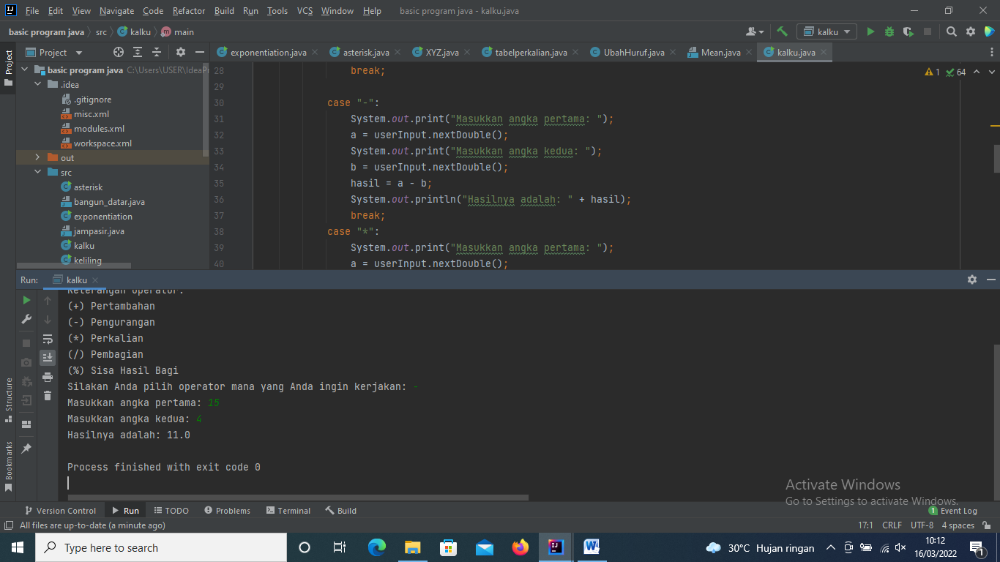 File Edit View Navigate Code Refactor Build Run Tools VCS Window Help basic program java - kalku.java
basic program java src kalku main kalku
Project exponentiation.java asterisk.java XYZ.java tabelperkalian.java UbahHuruf.java Mean.java kalku.java
Project
basic program java C:\Users\USER\IdeaPr
.idea
.gitignore
misc.xml
modules.xml
workspace.xml
out
src
asterisk
bangun_datar.java
exponentiation
jampasir.java
kalku
keliling
1 64
28 break;
29
30 case "-":
31 System.out.print("Masukkan angka pertama: ");
32 a = userInput.nextDouble();
33 System.out.print("Masukkan angka kedua: ");
34 b = userInput.nextDouble();
35 hasil = a - b;
36 System.out.println("Hasilnya adalah: " + hasil);
37 break;
38 case "*":
39 System.out.print("Masukkan angka pertama: ");
40 a = userInput.nextDouble();
Run: kalku
Keterangan operator:
(+) Pertambahan
(-) Pengurangan
(*) Perkalian
(/) Pembagian
(%) Sisa Hasil Bagi
Silakan Anda pilih operator mana yang Anda ingin kerjakan: -
Masukkan angka pertama: 15
Masukkan angka kedua: 4
Hasilnya adalah: 11.0
Process finished with exit code 0
Structure
Bookmarks
Activate Windows
Go to Settings to activate Windows.
Version Control Run TODO Problems Terminal Build 1 Event Log
All files are up-to-date (a minute ago) 17:1 CRLF UTF-8 4 spaces
Type here to search 30°C Hujan ringan 10:12
16/03/2022 1